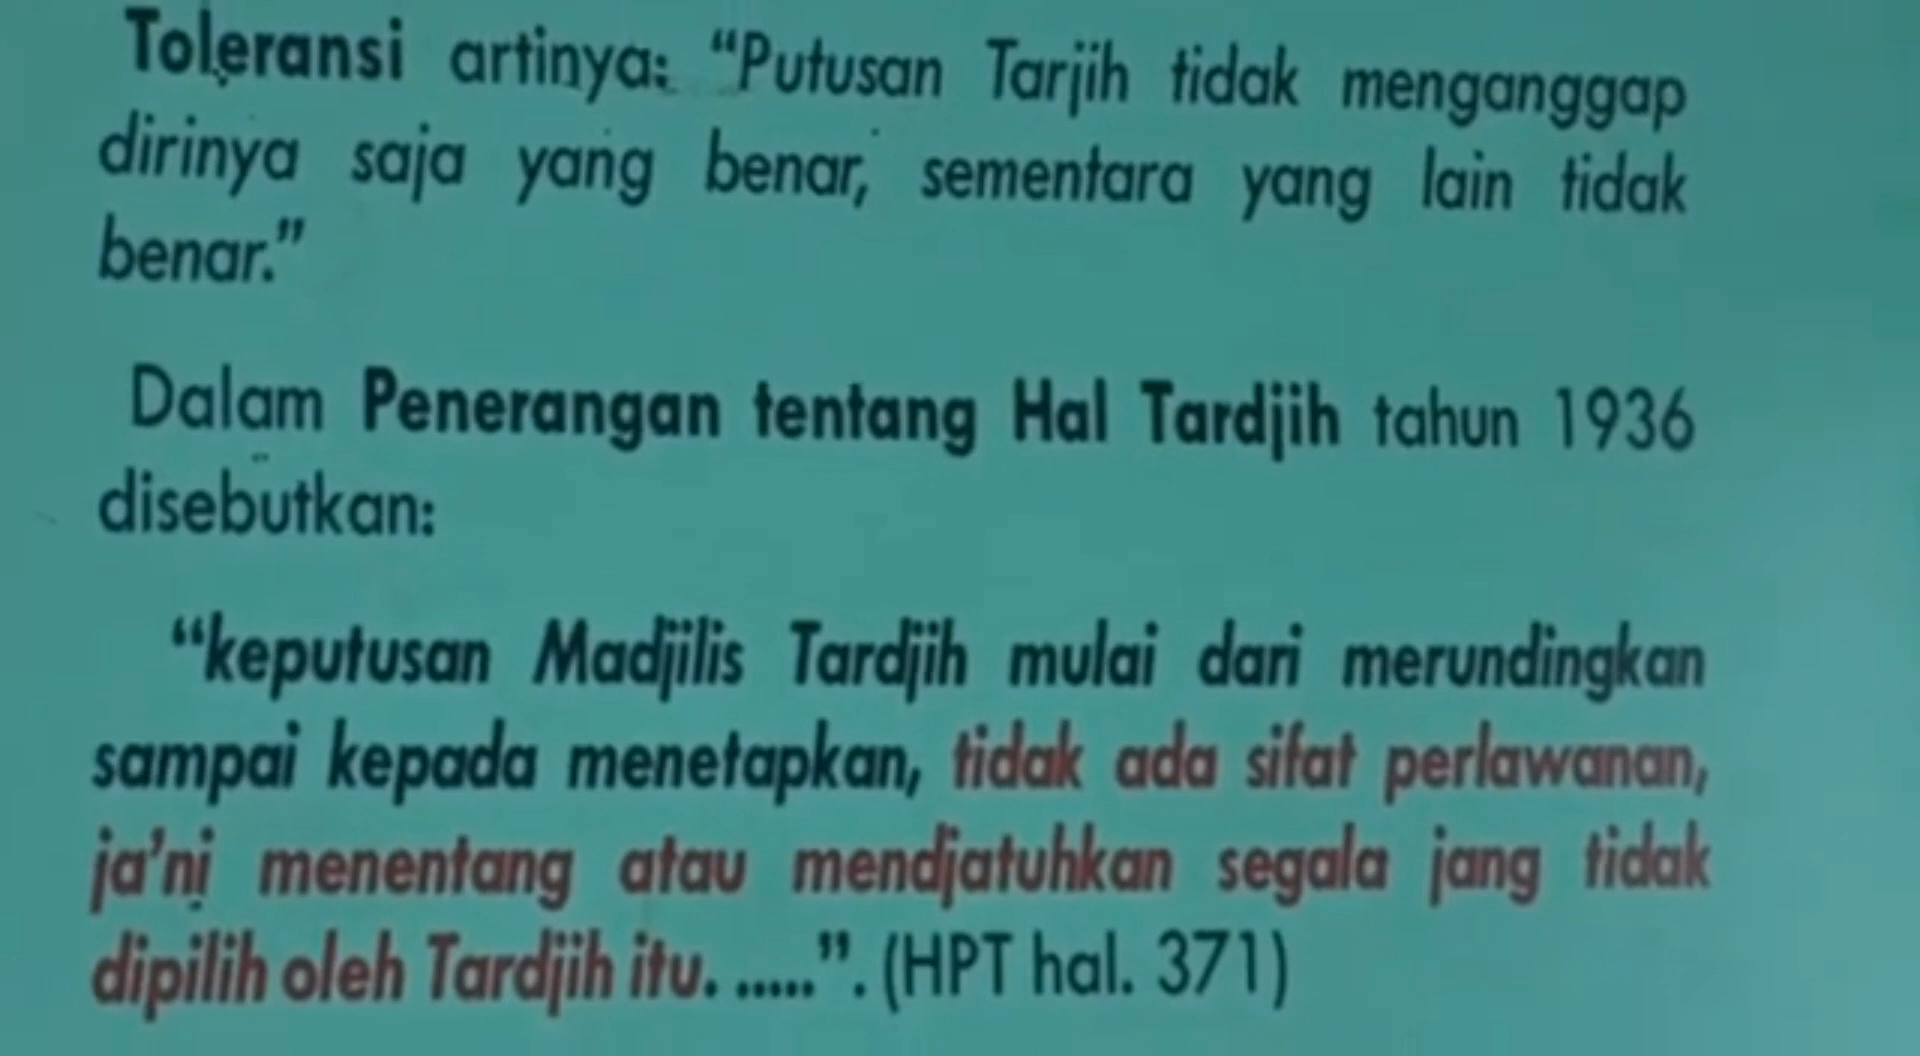 Toleransi artinya: “Putusan Tarjih tidak menganggap
dirinya saja yang benar, sementara yang lain tidak
benar.”
Dalam Penerangan tentang Hal Tardjih tahun 1936
disebutkan:
“keputusan Madjilis Tardjih mulai dari merundingkan
sampai kepada menetapkan, tidak ada sifat perlawanan,
ja’ni menentang atau mendjatuhkan segala jang tidak
dipilih oleh Tardjih itu. .....”. (HPT hal. 371)